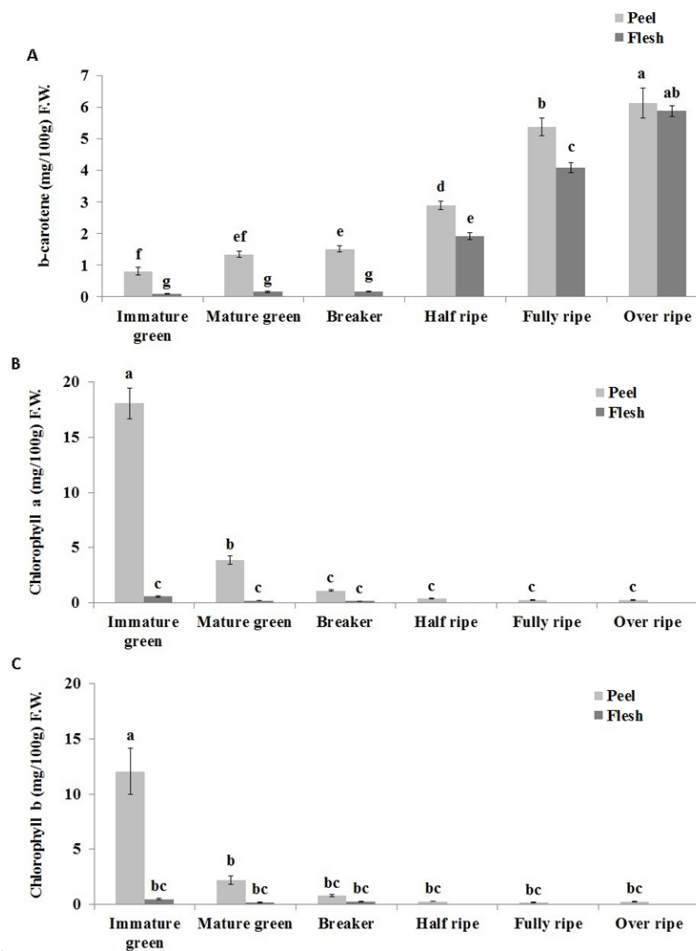 Peel
Flesh
A
b-carotene (mg/100g) F.W.
7
6
5
4
3
2
1
0
f g ef g e g d e b c a ab
Immature green Mature green Breaker Half ripe Fully ripe Over ripe
B
Chlorophyll a (mg/100g) F.W.
20
15
10
5
0
Peel
Flesh
a c b c c c c c c
Immature green Mature green Breaker Half ripe Fully ripe Over ripe
C
Chlorophyll b (mg/100g) F.W.
20
15
10
5
0
Peel
Flesh
a bc b bc bc bc bc bc bc
Immature green Mature green Breaker Half ripe Fully ripe Over ripe